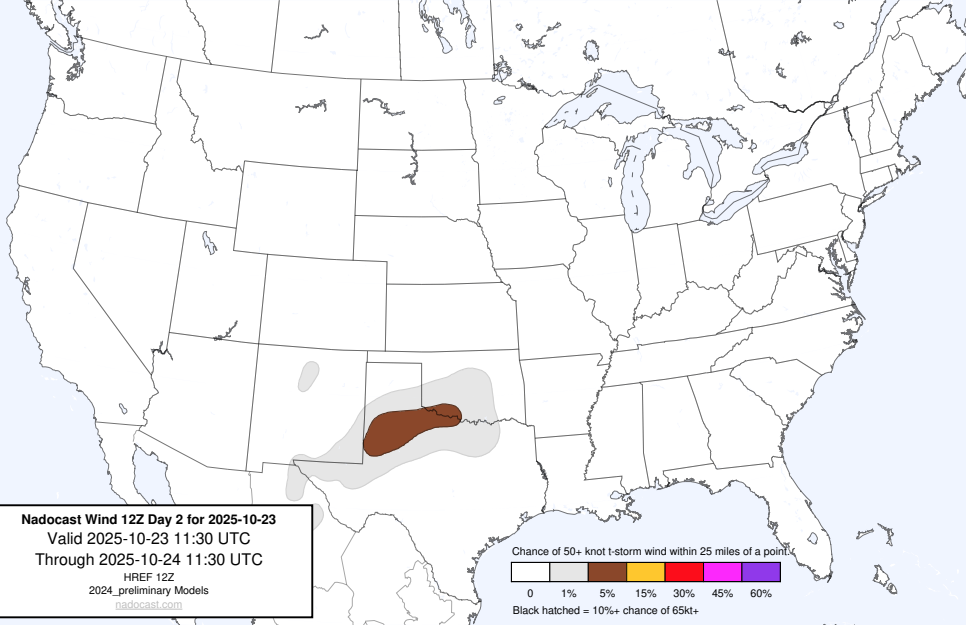 Nadocast Wind 12Z Day 2 for 2025-10-23
Valid 2025-10-23 11:30 UTC
Through 2025-10-24 11:30 UTC
HREF 12Z
2024_preliminary Models
nadocast.com
Chance of 50+ knot t-storm wind within 25 miles of a point.
0 1% 5% 15% 30% 45% 60%
Black hatched = 10%+ chance of 65kt+